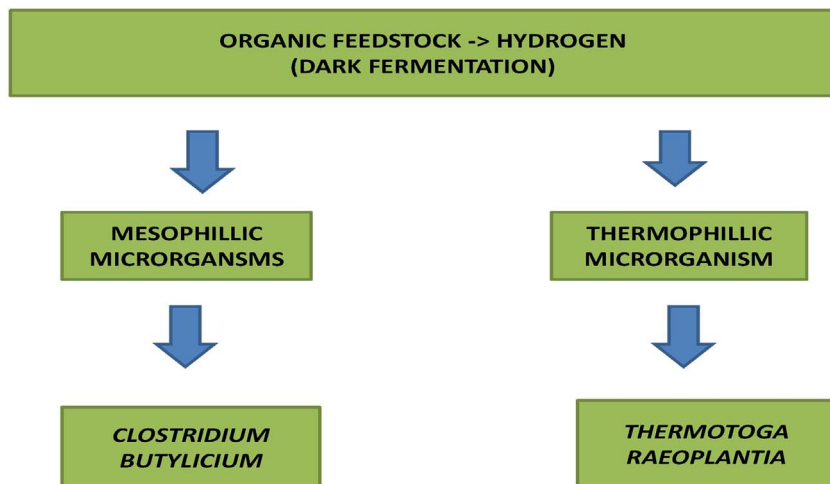 ORGANIC FEEDSTOCK -> HYDROGEN
(DARK FERMENTATION)
MESOPHILLIC
MICRORGANSMS
THERMOPHILLIC
MICRORGANISM
CLOSTRIDIUM
BUTYLICIUM
THERMOTOGA
RAEOPLANTIA